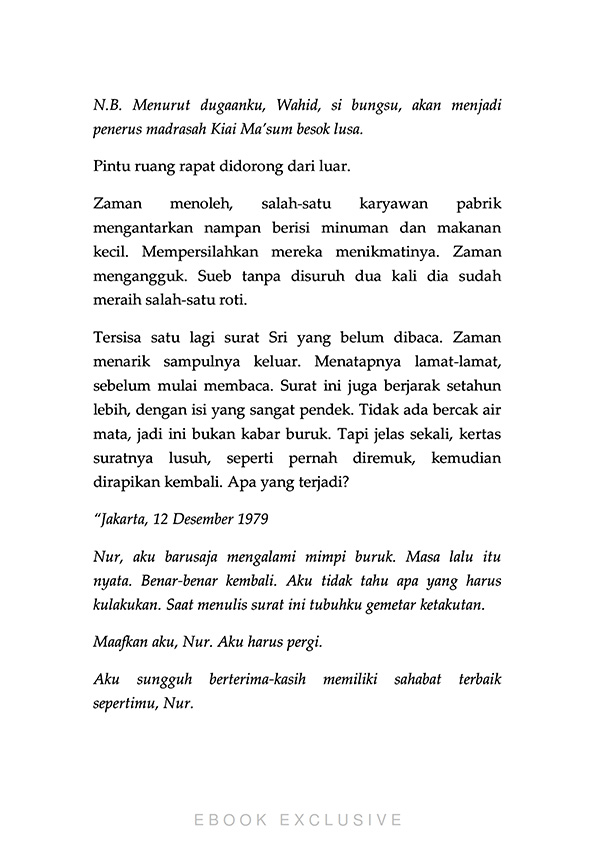 N.B. Menurut dugaanku, Wahid, si bungsu, akan menjadi
penerus madrasah Kiai Ma’sum besok lusa.
Pintu ruang rapat didorong dari luar.
Zaman menoleh, salah-satu karyawan pabrik
mengantarkan nampan berisi minuman dan makanan
kecil. Mempersilahkan mereka menikmatinya. Zaman
mengangguk. Sueb tanpa disuruh dua kali dia sudah
meraih salah-satu roti.
Tersisa satu lagi surat Sri yang belum dibaca. Zaman
menarik sampulnya keluar. Menatapnya lamat-lamat,
sebelum mulai membaca. Surat ini juga berjarak setahun
lebih, dengan isi yang sangat pendek. Tidak ada bercak air
mata, jadi ini bukan kabar buruk. Tapi jelas sekali, kertas
suratnya lusuh, seperti pernah diremuk, kemudian
dirapikan kembali. Apa yang terjadi?
“Jakarta, 12 Desember 1979
Nur, aku barusaja mengalami mimpi buruk. Masa lalu itu
nyata. Benar-benar kembali. Aku tidak tahu apa yang harus
kulakukan. Saat menulis surat ini tubuhku gemetar ketakutan.
Maafkan aku, Nur. Aku harus pergi.
Aku sungguh berterima-kasih memiliki sahabat terbaik
sepertimu, Nur.
EBOOK EXCLUSIVE